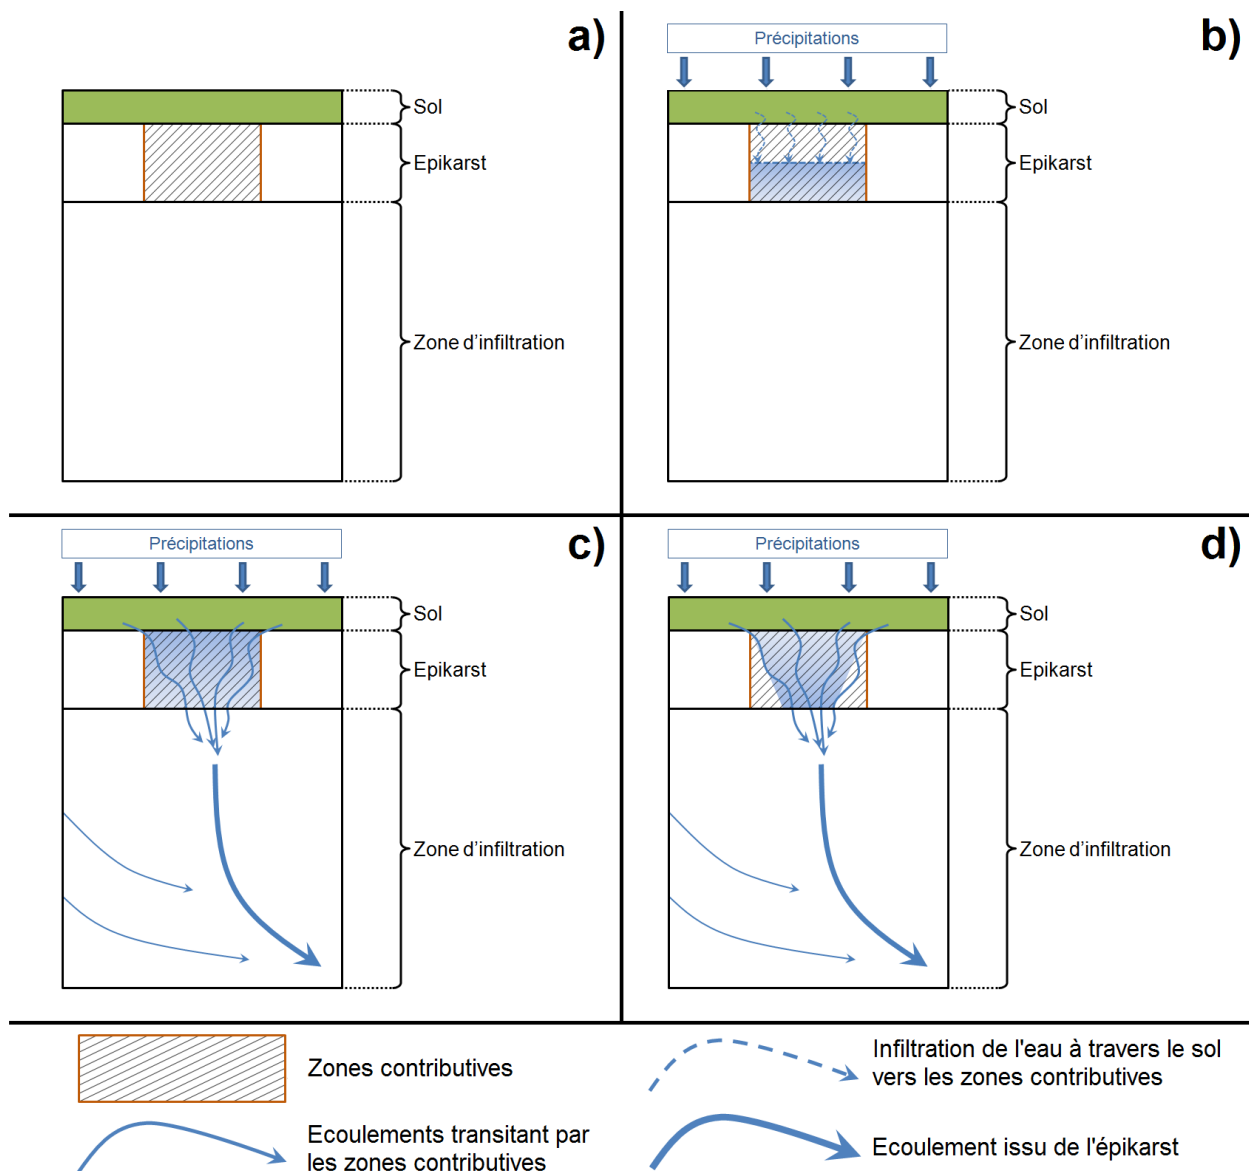 a)
Sol
Epikarst
Zone d'infiltration
b)
Précipitations
Sol
Epikarst
Zone d'infiltration
c)
Précipitations
Sol
Epikarst
Zone d'infiltration
d)
Précipitations
Sol
Epikarst
Zone d'infiltration
Zones contributives
Infiltration de l'eau à travers le sol
vers les zones contributives
Ecoulements transitant par
les zones contributives
Ecoulement issu de l'épikarst